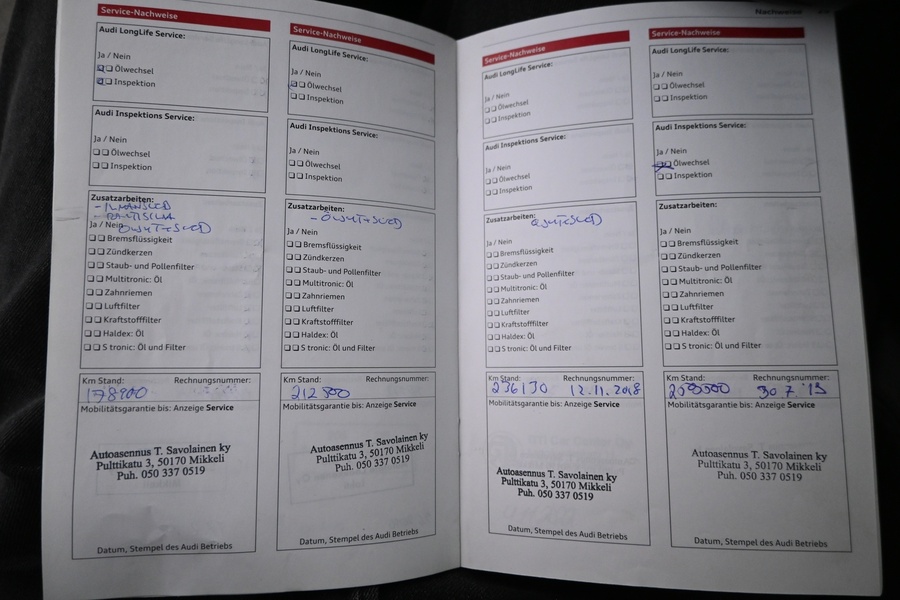 Service-Nachweise
Audi LongLife Service:
Ja / Nein
Ölwechsel
Inspektion
Audi Inspektions Service:
Ja / Nein
Ölwechsel
Inspektion
Zusatzarbeiten:
Ja / Nein
Bremsflüssigkeit
Zündkerzen
Staub- und Pollenfilter
Multitronic: Öl
Zahnriemen
Luftfilter
Kraftstofffilter
Haldex: Öl
S tronic: Öl und Filter
Km Stand: Rechnungsnummer:
178900
Mobilitätsgarantie bis: Anzeige Service
Autoasennus T. Savolainen ky
Pulttikatu 3, 50170 Mikkeli
Puh. 050 337 0519
Datum, Stempel des Audi Betriebs
Service-Nachweise
Audi LongLife Service:
Ja / Nein
Ölwechsel
Inspektion
Audi Inspektions Service:
Ja / Nein
Ölwechsel
Inspektion
Zusatzarbeiten:
Ja / Nein
Bremsflüssigkeit
Zündkerzen
Staub- und Pollenfilter
Multitronic: Öl
Zahnriemen
Luftfilter
Kraftstofffilter
Haldex: Öl
S tronic: Öl und Filter
Km Stand: Rechnungsnummer:
212 800
Mobilitätsgarantie bis: Anzeige Service
Autoasennus T. Savolainen ky
Pulttikatu 3, 50170 Mikkeli
Puh. 050 337 0519
Datum, Stempel des Audi Betriebs
Service-Nachweise
Audi LongLife Service:
Ja / Nein
Ölwechsel
Inspektion
Audi Inspektions Service:
Ja / Nein
Ölwechsel
Inspektion
Zusatzarbeiten:
Ja / Nein
Bremsflüssigkeit
Zündkerzen
Staub- und Pollenfilter
Multitronic: Öl
Zahnriemen
Luftfilter
Kraftstofffilter
Haldex: Öl
S tronic: Öl und Filter
Km Stand: Rechnungsnummer:
236130 12.11.2018
Mobilitätsgarantie bis: Anzeige Service
Autoasennus T. Savolainen ky
Pulttikatu 3, 50170 Mikkeli
Puh. 050 337 0519
Datum, Stempel des Audi Betriebs
Nachweise
Service-Nachweise
Audi LongLife Service:
Ja / Nein
Ölwechsel
Inspektion
Audi Inspektions Service:
Ja / Nein
Ölwechsel
Inspektion
Zusatzarbeiten:
Ja / Nein
Bremsflüssigkeit
Zündkerzen
Staub- und Pollenfilter
Multitronic: Öl
Zahnriemen
Luftfilter
Kraftstofffilter
Haldex: Öl
S tronic: Öl und Filter
Km Stand: Rechnungsnummer:
30 7
Mobilitätsgarantie bis: Anzeige Service
Autoasennus T. Savolainen ky
Pulttikatu 3, 50170 Mikkeli
Puh. 050 337 0519
Datum, Stempel des Audi Betriebs